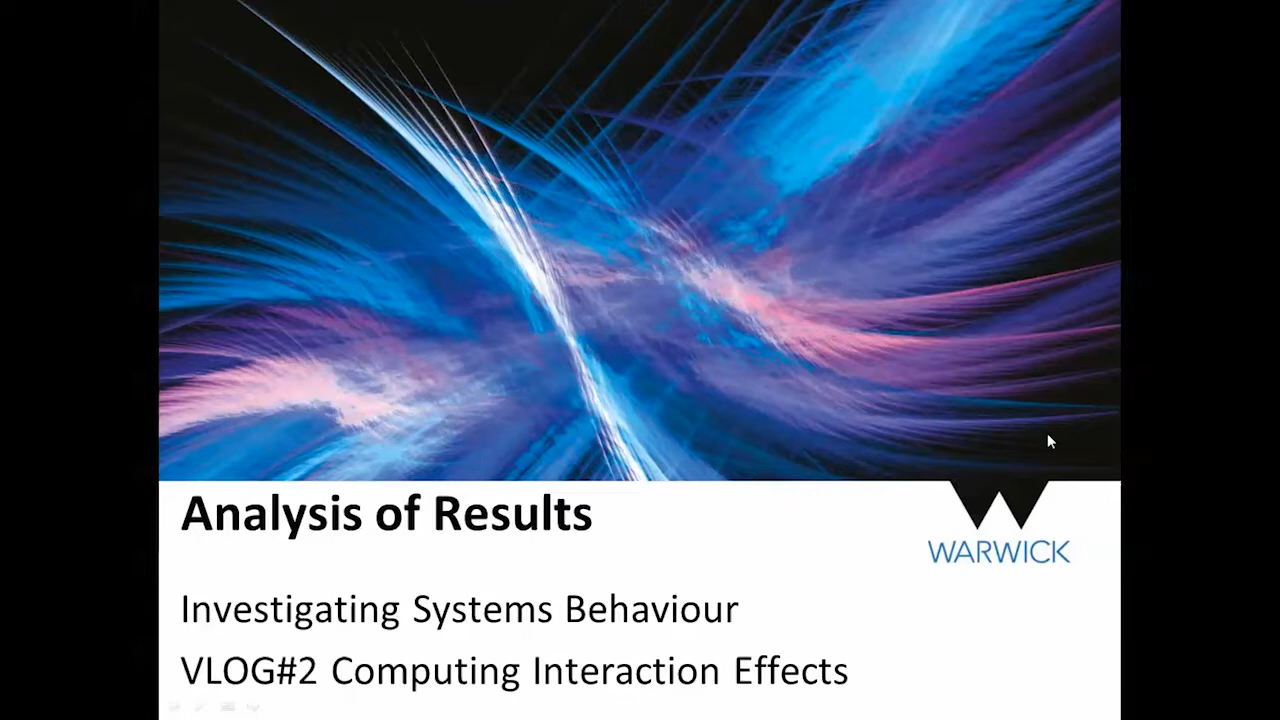 Analysis of Results
WARWICK
Investigating Systems Behaviour
VLOG#2 Computing Interaction Effects